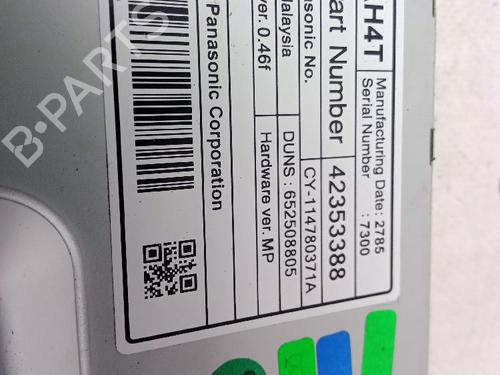 .H4T
Manufacturing Date: 2785
Serial Number : 7300
art Number 42353388
asonic No. CY-114780371A
Malaysia DUNS : 652508805
ver. 0.46f Hardware ver. MP
Panasonic Corporation
B-PARTS